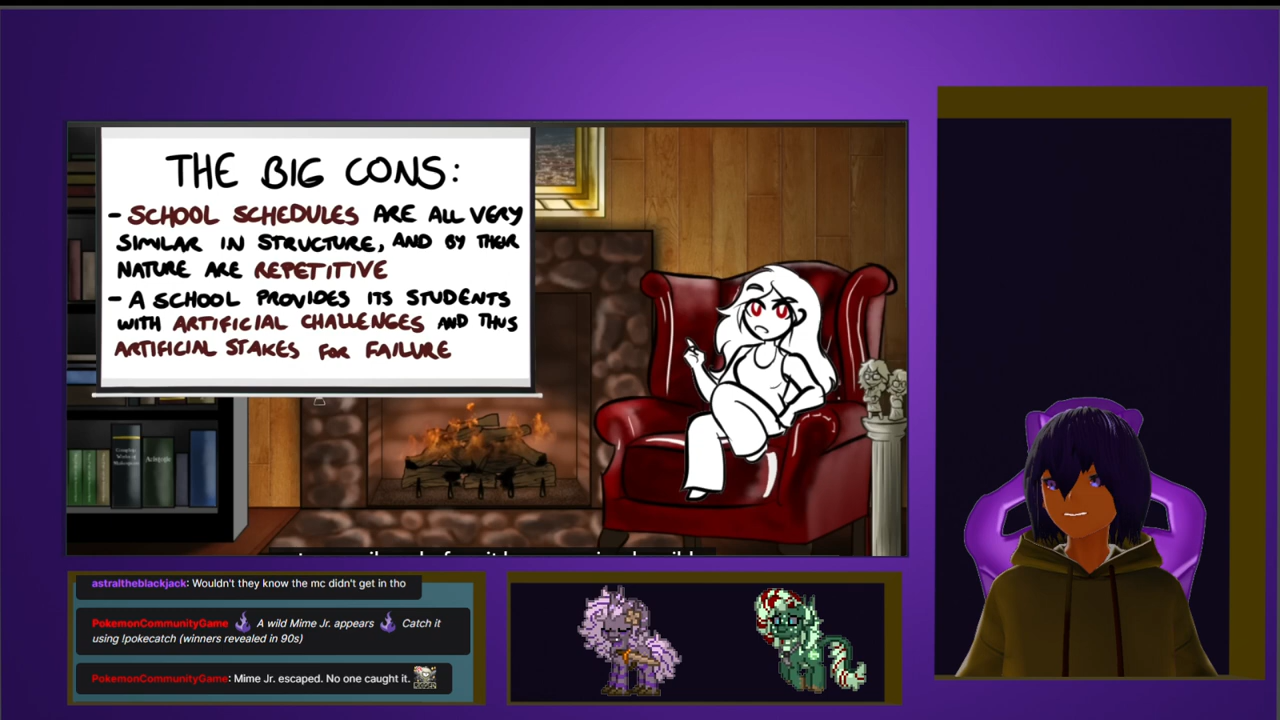 THE BIG CONS:
- SCHOOL SCHEDULES ARE ALL VERY
SIMILAR IN STRUCTURE, AND BY THEIR
NATURE ARE REPETITIVE
- A SCHOOL PROVIDES ITS STUDENTS
WITH ARTIFICIAL CHALLENGES AND THUS
ARTIFICIAL STAKES FOR FAILURE
astraltheblackjack: Wouldn't they know the mc didn't get in tho
PokemonCommunityGame A wild Mime Jr. appears Catch it
using !pokecatch (winners revealed in 90s)
PokemonCommunityGame: Mime Jr. escaped. No one caught it.